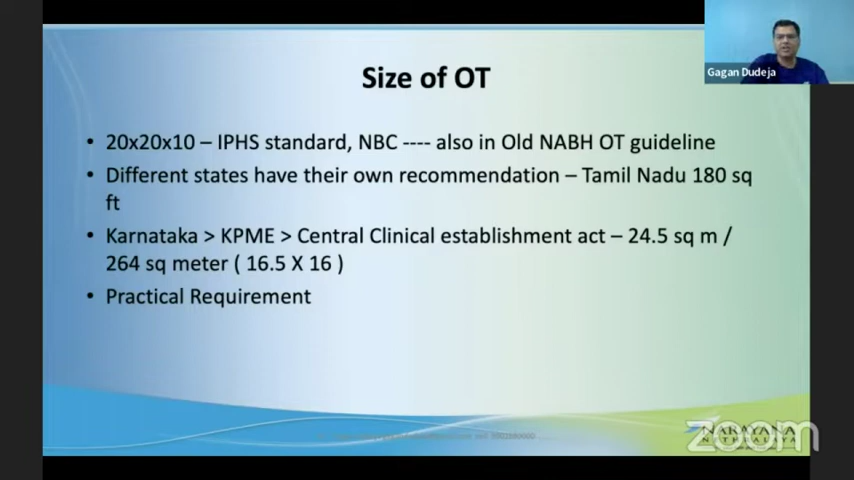 Gagan Dudeja
Size of OT
• 20x20x10 – IPHS standard, NBC ---- also in Old NABH OT guideline
• Different states have their own recommendation – Tamil Nadu 180 sq
ft
• Karnataka > KPME > Central Clinical establishment act – 24.5 sq m /
264 sq meter ( 16.5 X 16 )
• Practical Requirement
zoom
NARAYANA
NETHRALAYA